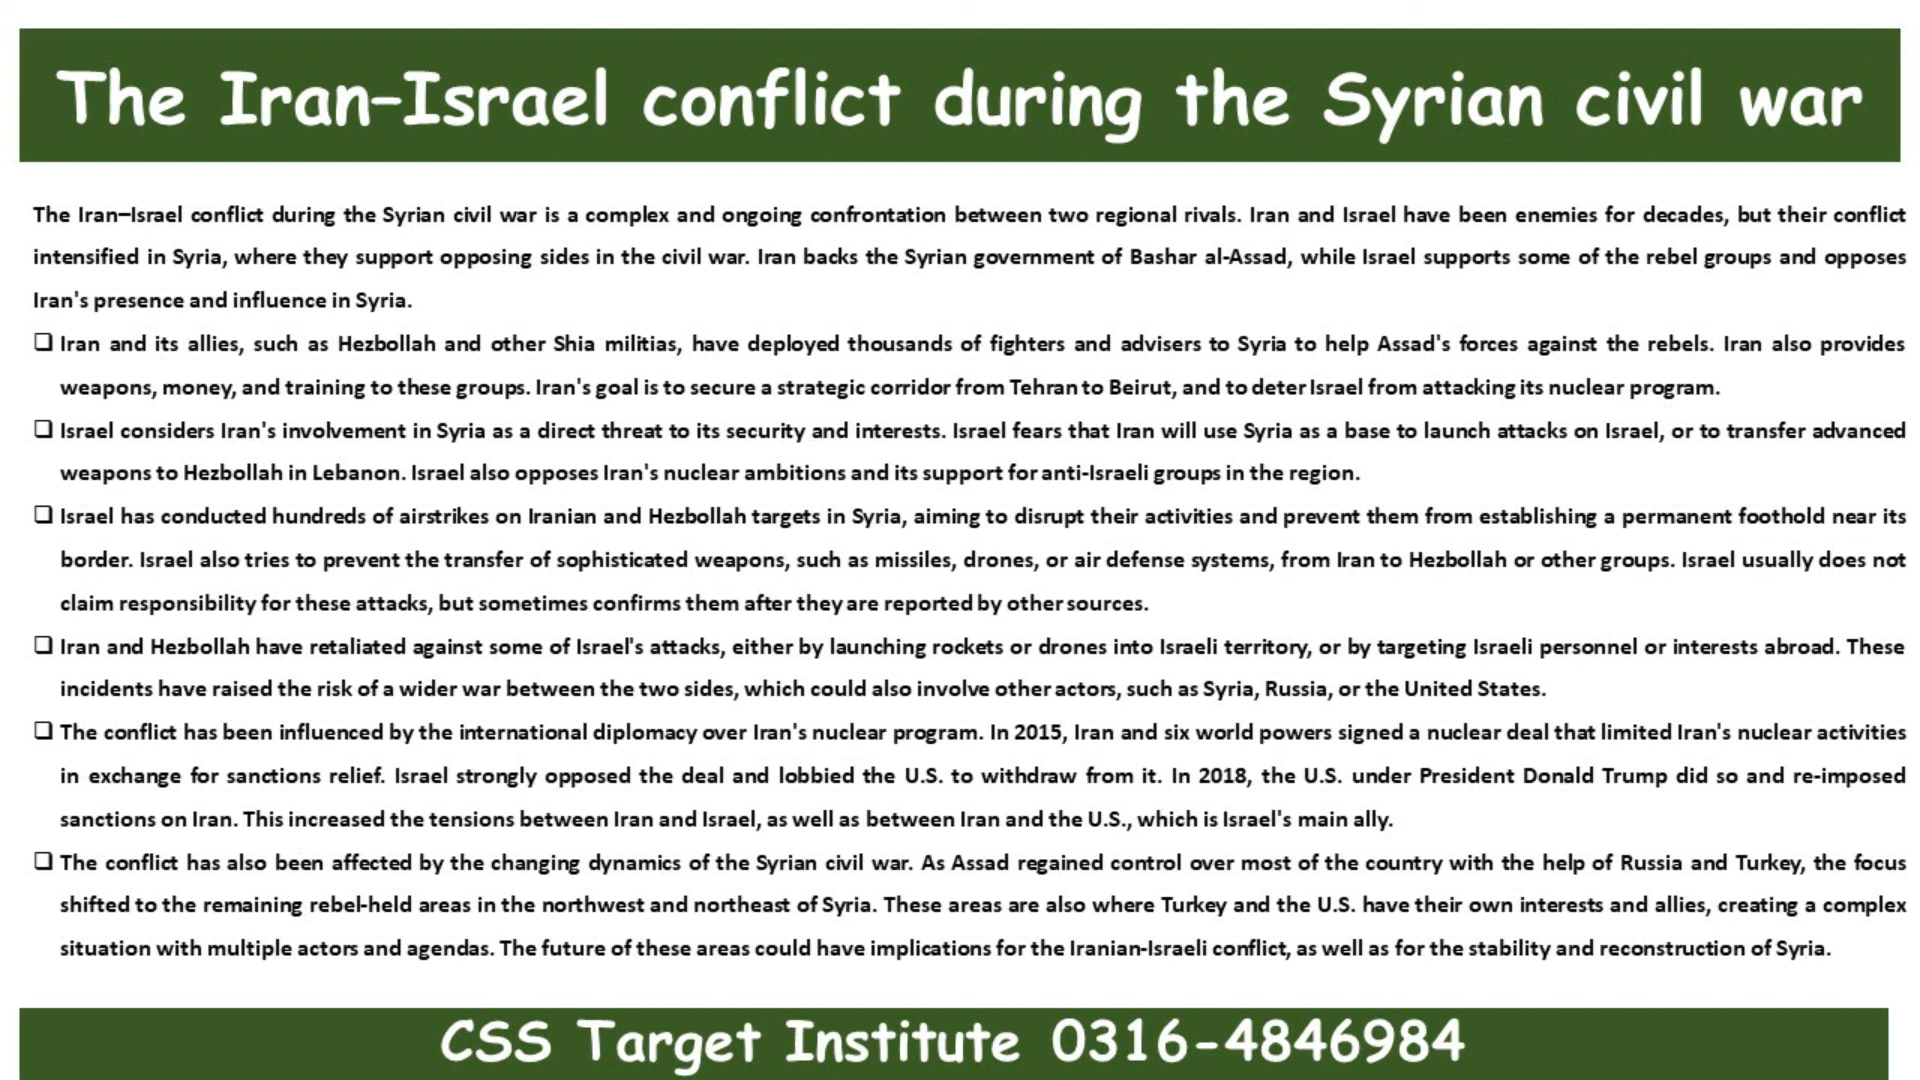 The Iran–Israel conflict during the Syrian civil war
The Iran–Israel conflict during the Syrian civil war is a complex and ongoing confrontation between two regional rivals. Iran and Israel have been enemies for decades, but their conflict
intensified in Syria, where they support opposing sides in the civil war. Iran backs the Syrian government of Bashar al-Assad, while Israel supports some of the rebel groups and opposes
Iran's presence and influence in Syria.
❑ Iran and its allies, such as Hezbollah and other Shia militias, have deployed thousands of fighters and advisers to Syria to help Assad's forces against the rebels. Iran also provides
weapons, money, and training to these groups. Iran's goal is to secure a strategic corridor from Tehran to Beirut, and to deter Israel from attacking its nuclear program.
❑ Israel considers Iran's involvement in Syria as a direct threat to its security and interests. Israel fears that Iran will use Syria as a base to launch attacks on Israel, or to transfer advanced
weapons to Hezbollah in Lebanon. Israel also opposes Iran's nuclear ambitions and its support for anti-Israeli groups in the region.
❑ Israel has conducted hundreds of airstrikes on Iranian and Hezbollah targets in Syria, aiming to disrupt their activities and prevent them from establishing a permanent foothold near its
border. Israel also tries to prevent the transfer of sophisticated weapons, such as missiles, drones, or air defense systems, from Iran to Hezbollah or other groups. Israel usually does not
claim responsibility for these attacks, but sometimes confirms them after they are reported by other sources.
❑ Iran and Hezbollah have retaliated against some of Israel's attacks, either by launching rockets or drones into Israeli territory, or by targeting Israeli personnel or interests abroad. These
incidents have raised the risk of a wider war between the two sides, which could also involve other actors, such as Syria, Russia, or the United States.
❑ The conflict has been influenced by the international diplomacy over Iran's nuclear program. In 2015, Iran and six world powers signed a nuclear deal that limited Iran's nuclear activities
in exchange for sanctions relief. Israel strongly opposed the deal and lobbied the U.S. to withdraw from it. In 2018, the U.S. under President Donald Trump did so and re-imposed
sanctions on Iran. This increased the tensions between Iran and Israel, as well as between Iran and the U.S., which is Israel's main ally.
❑ The conflict has also been affected by the changing dynamics of the Syrian civil war. As Assad regained control over most of the country with the help of Russia and Turkey, the focus
shifted to the remaining rebel-held areas in the northwest and northeast of Syria. These areas are also where Turkey and the U.S. have their own interests and allies, creating a complex
situation with multiple actors and agendas. The future of these areas could have implications for the Iranian-Israeli conflict, as well as for the stability and reconstruction of Syria.
CSS Target Institute 0316-4846984